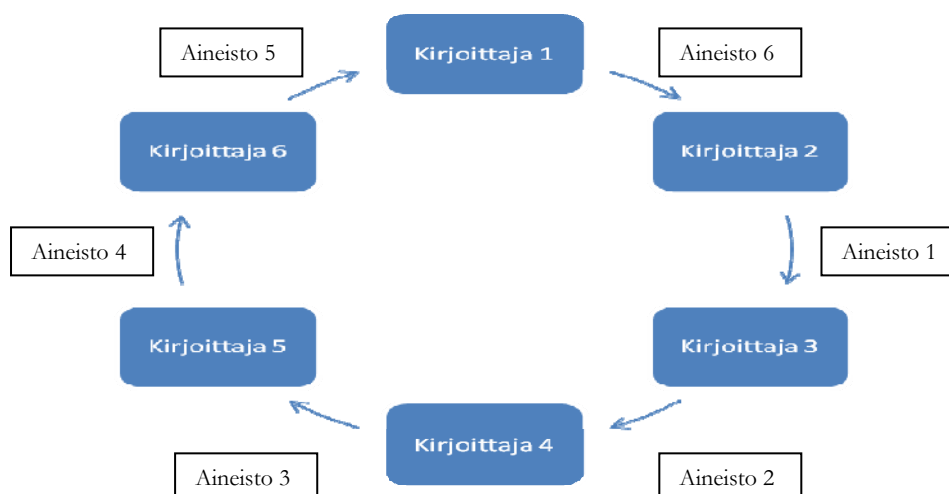 Aineisto 5
Kirjoittaja 1
Aineisto 6
Kirjoittaja 6
Kirjoittaja 2
Aineisto 4
Aineisto 1
Kirjoittaja 5
Kirjoittaja 3
Kirjoittaja 4
Aineisto 3
Aineisto 2